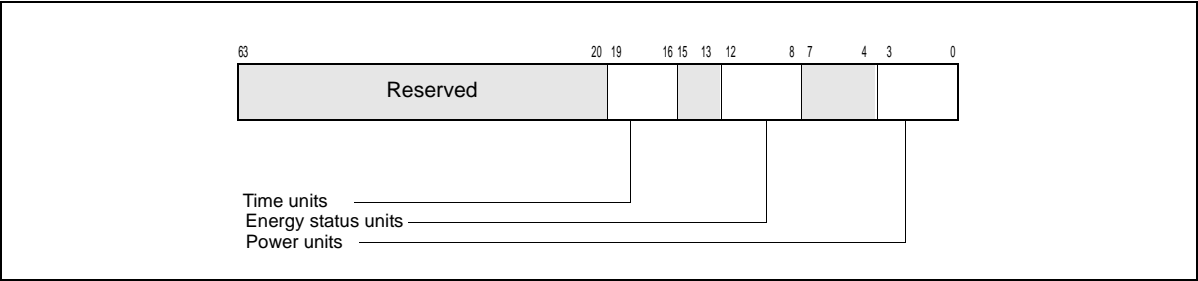 63 20 19 16 15 13 12 8 7 4 3 0
Reserved
Time units
Energy status units
Power units